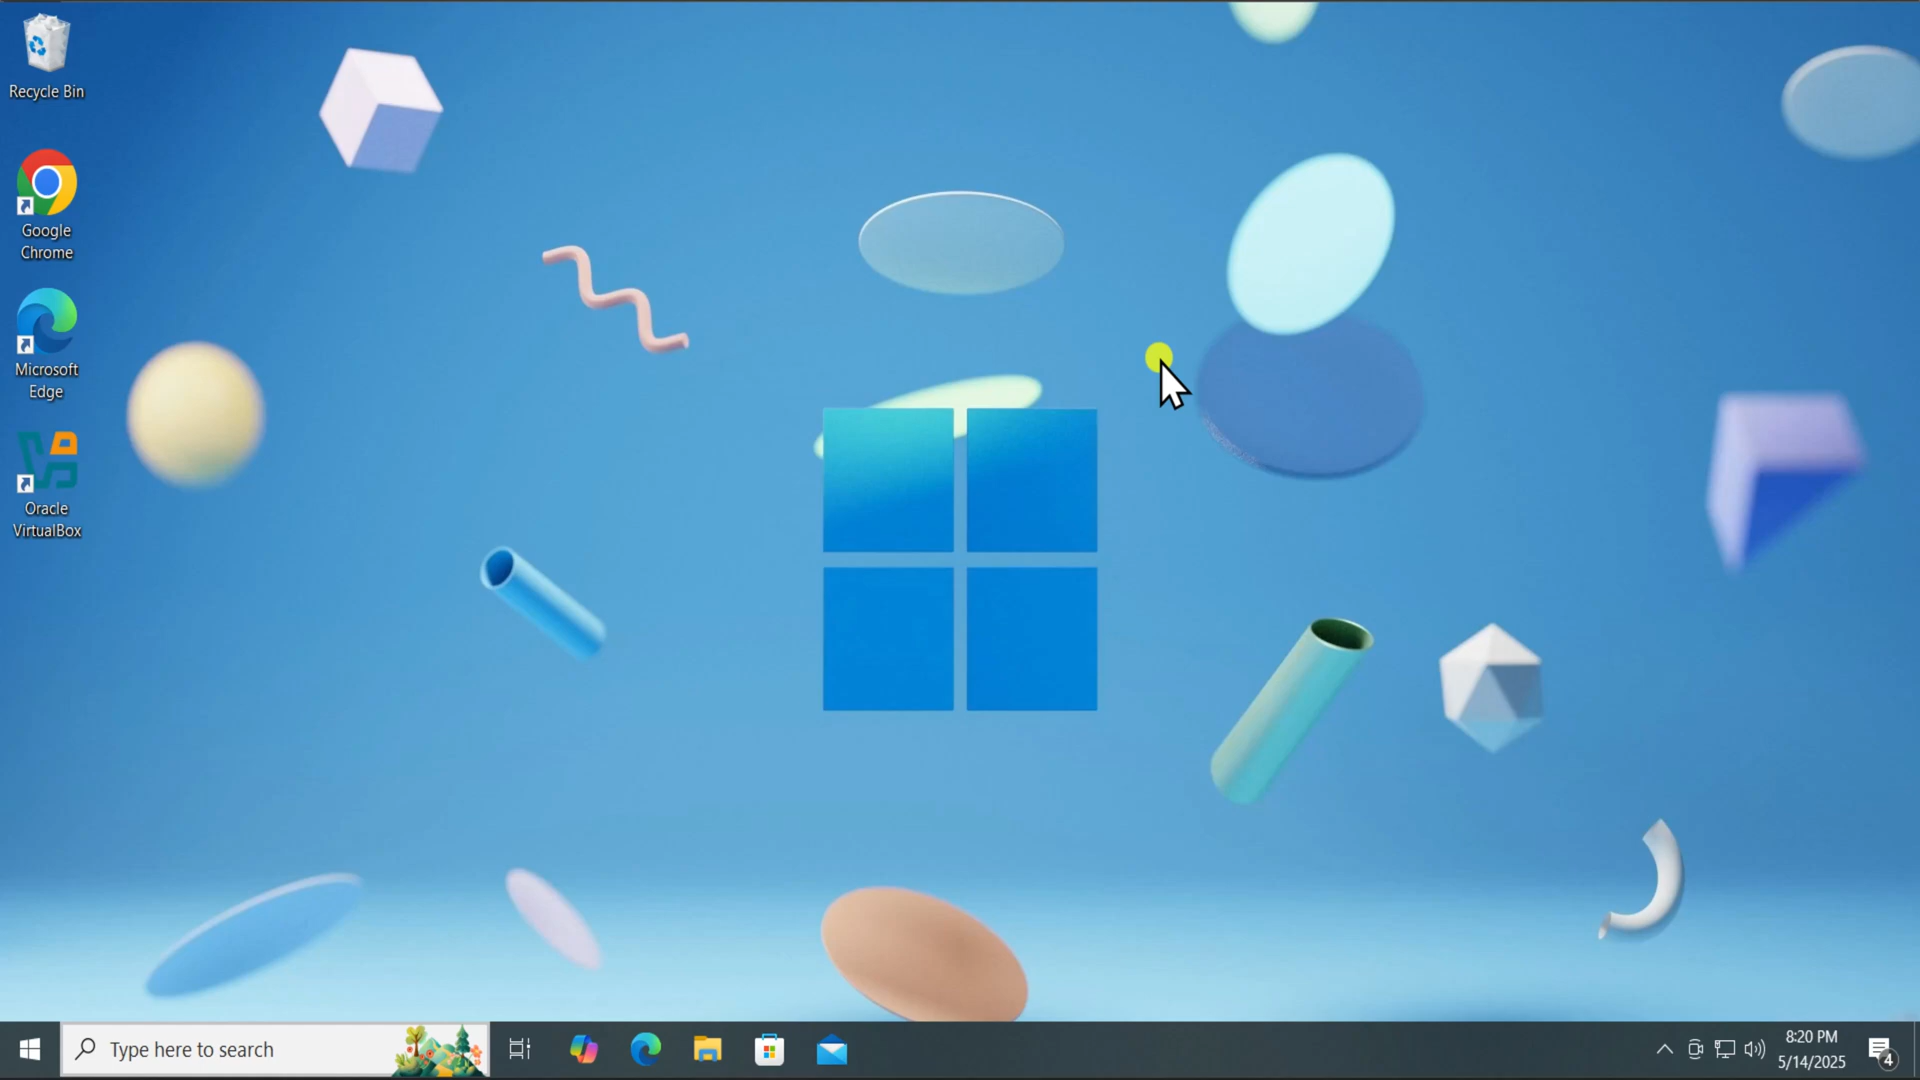 Recycle Bin
Google
Chrome
Microsoft
Edge
Oracle
VirtualBox
Type here to search
8:20 PM
5/14/2025
4